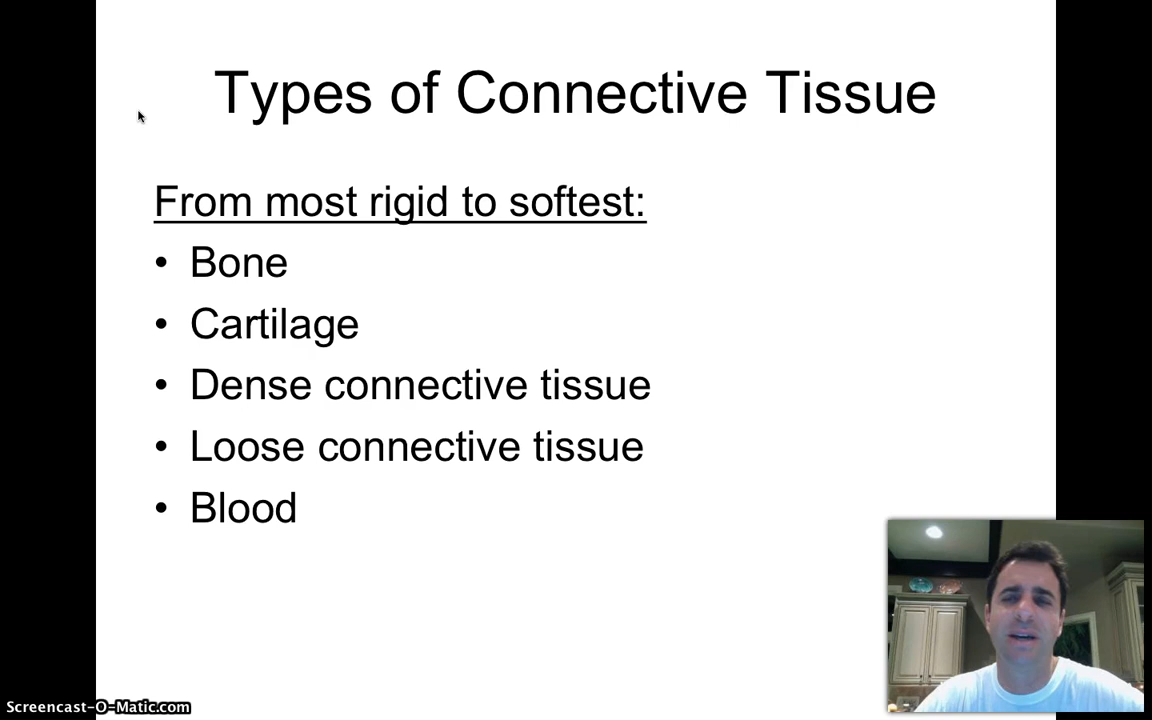 Types of Connective Tissue
From most rigid to softest:
• Bone
• Cartilage
• Dense connective tissue
• Loose connective tissue
• Blood
Screencast-O-Matic.com